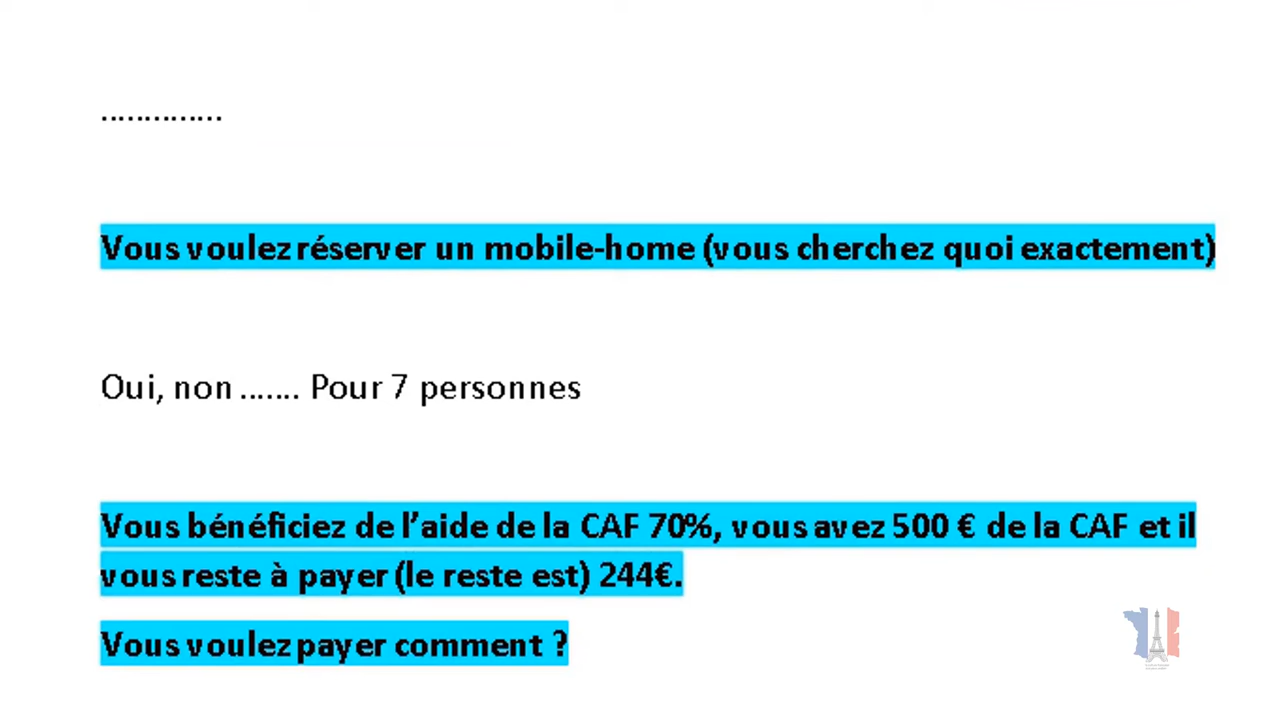 ..............
Vous voulez réserver un mobile-home (vous cherchez quoi exactement)
Oui, non ....... Pour 7 personnes
Vous bénéficiez de l’aide de la CAF 70%, vous avez 500 € de la CAF et il
vous reste à payer (le reste est) 244€.
Vous voulez payer comment ?